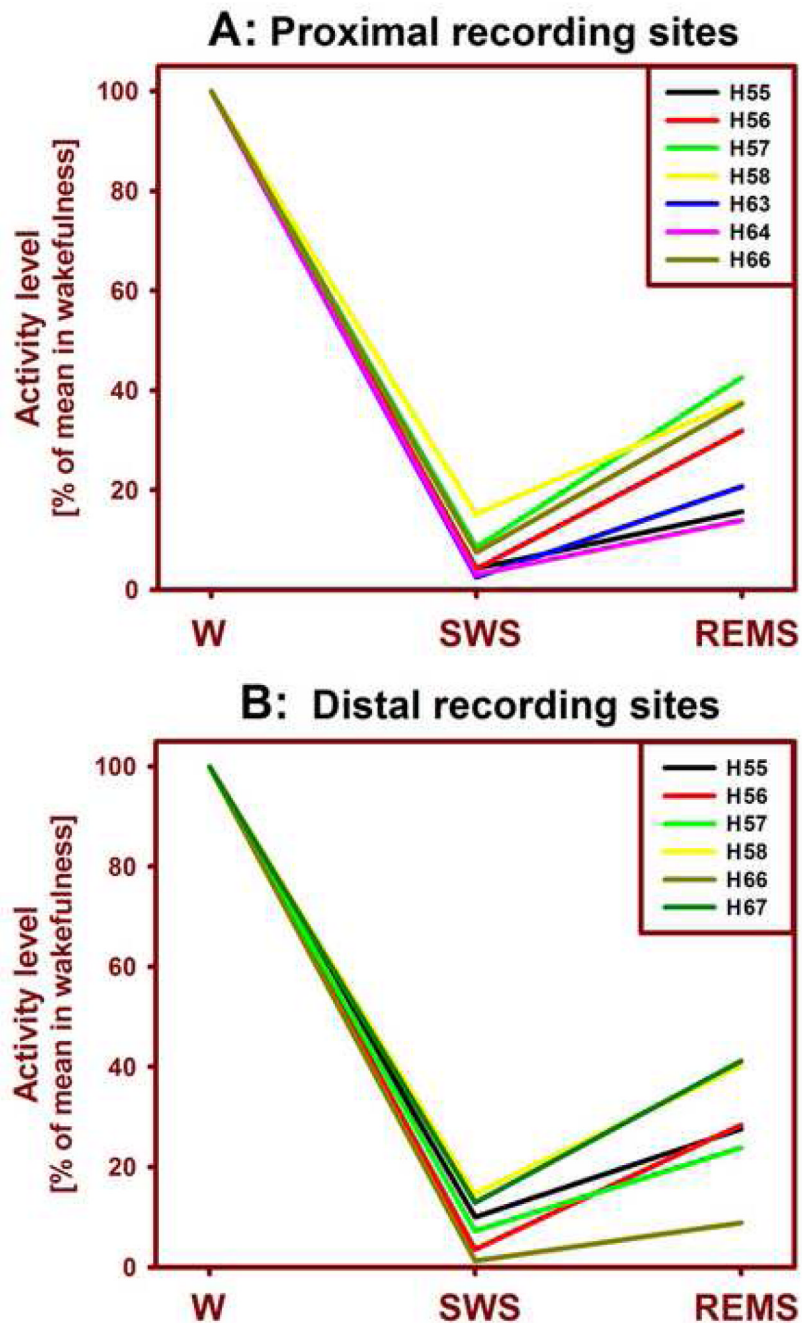 A: Proximal recording sites
Activity level
[% of mean in wakefulness]
100
80
60
40
20
0
H55
H56
H57
H58
H63
H64
H66
W SWS REMS
B: Distal recording sites
Activity level
[% of mean in wakefulness]
100
80
60
40
20
0
H55
H56
H57
H58
H66
H67
W SWS REMS